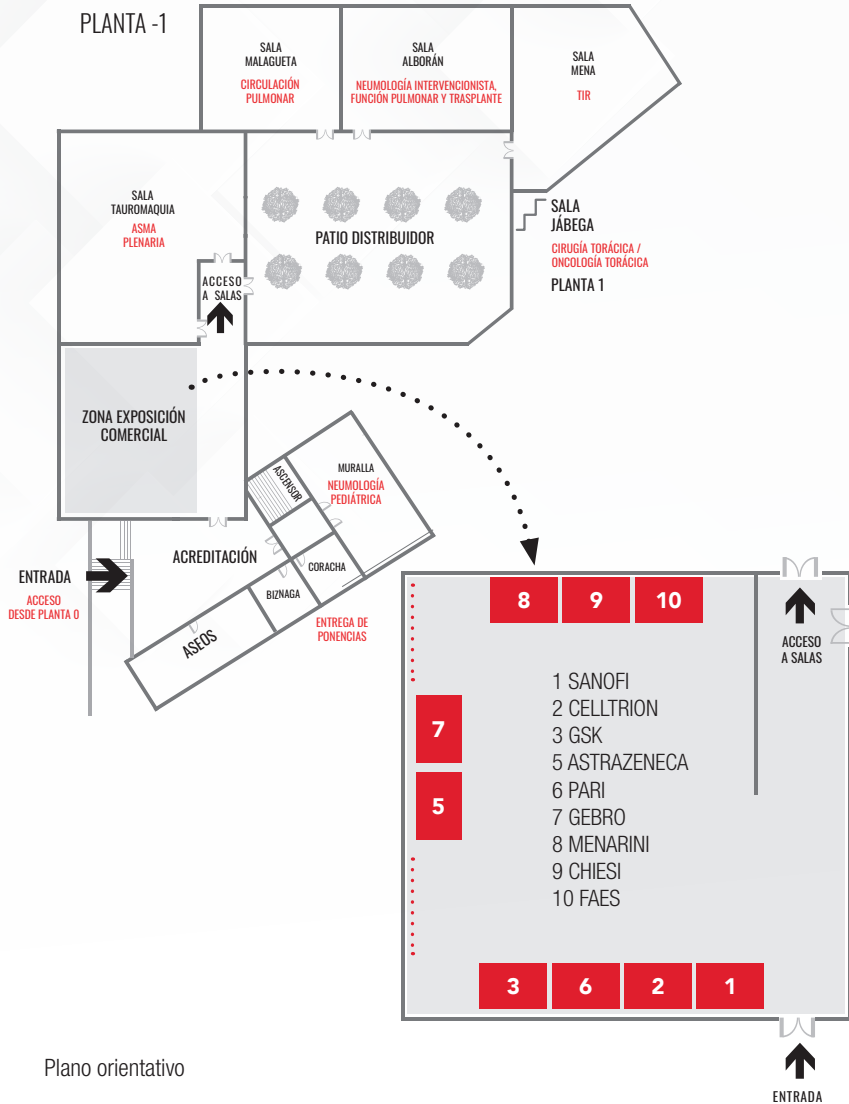 PLANTA -1
SALA
MALAGUETA
CIRCULACIÓN
PULMONAR
SALA
ALBORÁN
NEUMOLOGÍA INTERVENCIONISTA,
FUNCIÓN PULMONAR Y TRASPLANTE
SALA
MENA
TIR
SALA
TAUROMAQUIA
ASMA
PLENARIA
PATIO DISTRIBUIDOR
SALA
JÁBEGA
CIRUGÍA TORÁCICA /
ONCOLOGÍA TORÁCICA
PLANTA 1
ACCESO
A SALAS
ZONA EXPOSICIÓN
COMERCIAL
ASCENSOR
MURALLA
NEUMOLOGÍA
PEDIÁTRICA
ACREDITACIÓN
CORACHA
BIZNAGA
ASEOS
ENTREGA DE
PONENCIAS
ENTRADA
ACCESO
DESDE PLANTA 0
8
9
10
ACCESO
A SALAS
7
5
1 SANOFI
2 CELLTRION
3 GSK
5 ASTRAZENECA
6 PARI
7 GEBRO
8 MENARINI
9 CHIESI
10 FAES
3
6
2
1
ENTRADA
Plano orientativo